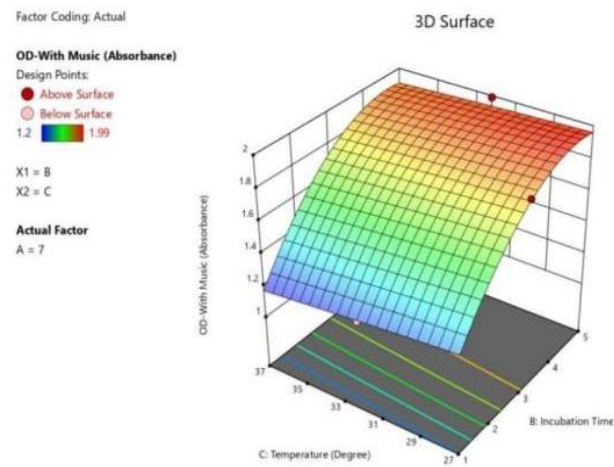 Factor Coding: Actual
3D Surface
OD-With Music (Absorbance)
Design Points:
Above Surface
Below Surface
1.2 1.99
X1 = B
X2 = C
Actual Factor
A = 7
OD-With Music (Absorbance)
2
1.8
1.6
1.4
1.2
1
37
35
33
31
29
27
C: Temperature (Degree)
1
2
3
4
5
B: Incubation Time